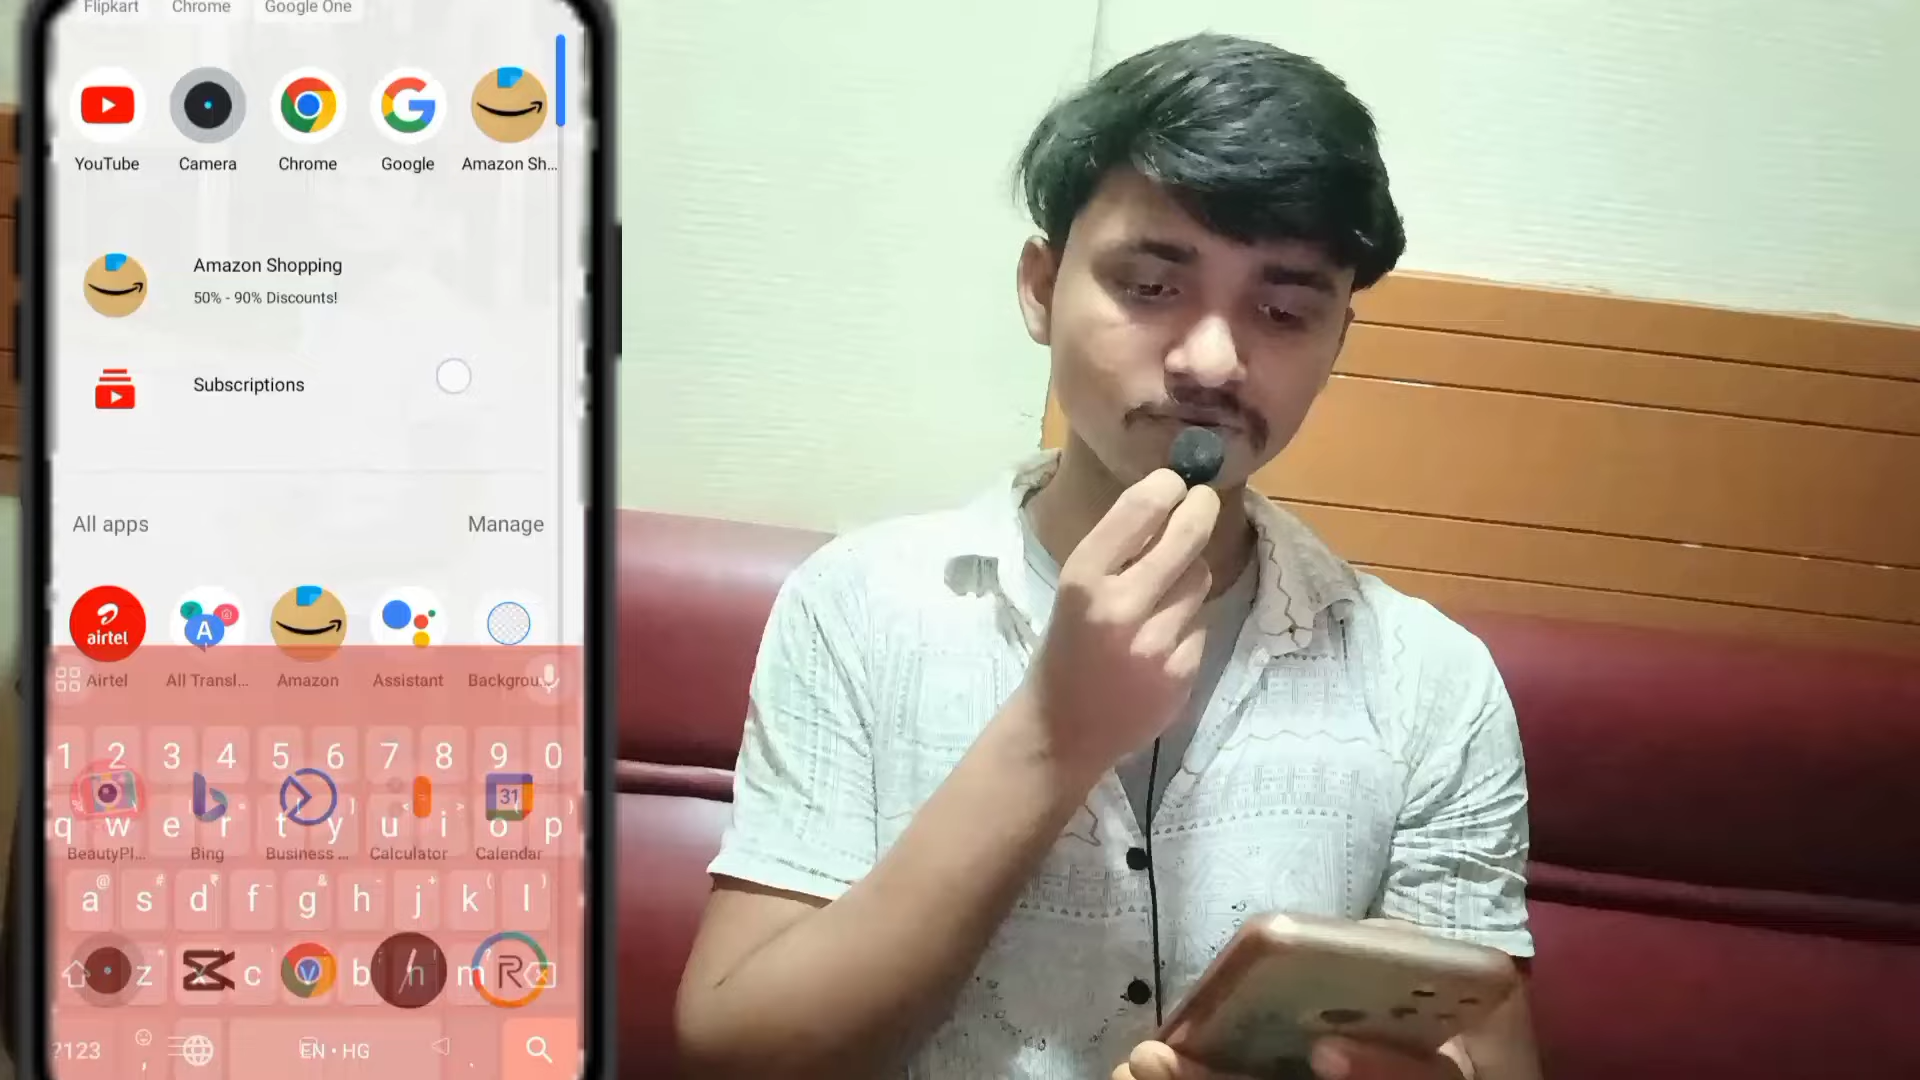 Flipkart Chrome Google One
YouTube Camera Chrome Google Amazon Sh...
Amazon Shopping
50% - 90% Discounts!
Subscriptions
All apps Manage
airtel A
Airtel All Transl... Amazon Assistant Backgrou...
1 2 3 4 5 6 7 8 9 0
31
q w e r t y u i o p
BeautyPl... Bing Business ... Calculator Calendar
a s d f g h j k l
z x c v b n m R
?123 , EN • HG .